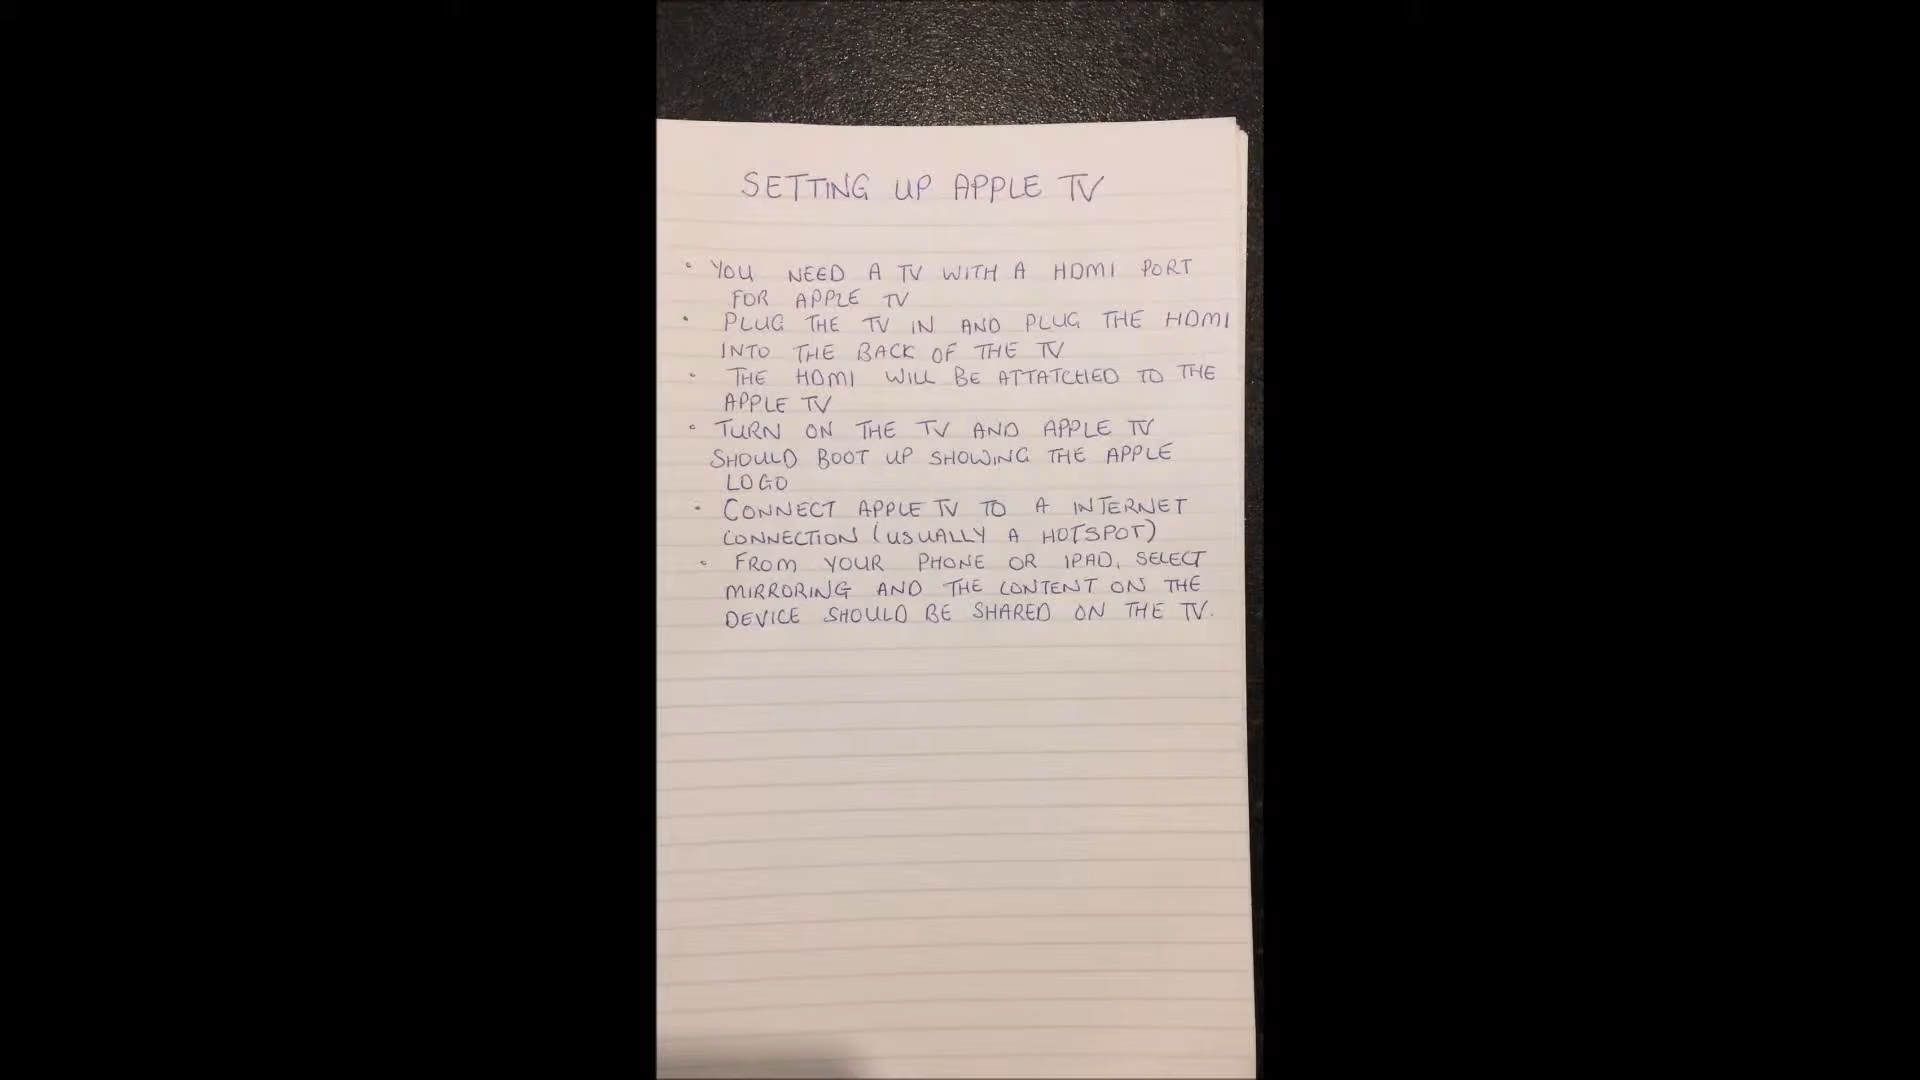 SETTING UP APPLE TV
• YOU NEED A TV WITH A HDMI PORT
FOR APPLE TV
• PLUG THE TV IN AND PLUG THE HDMI
INTO THE BACK OF THE TV
• THE HDMI WILL BE ATTATCHED TO THE
APPLE TV
• TURN ON THE TV AND APPLE TV
SHOULD BOOT UP SHOWING THE APPLE
LOGO
• CONNECT APPLE TV TO A INTERNET
CONNECTION (USUALLY A HOTSPOT)
• FROM YOUR PHONE OR IPAD, SELECT
MIRRORING AND THE CONTENT ON THE
DEVICE SHOULD BE SHARED ON THE TV.